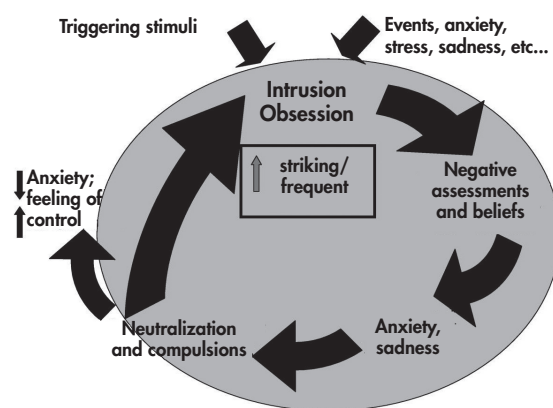 Triggering stimuli
Events, anxiety,
stress, sadness, etc...
Intrusion
Obsession
striking/
frequent
Negative
assessments
and beliefs
Anxiety,
sadness
Neutralization
and compulsions
Anxiety;
feeling of
control